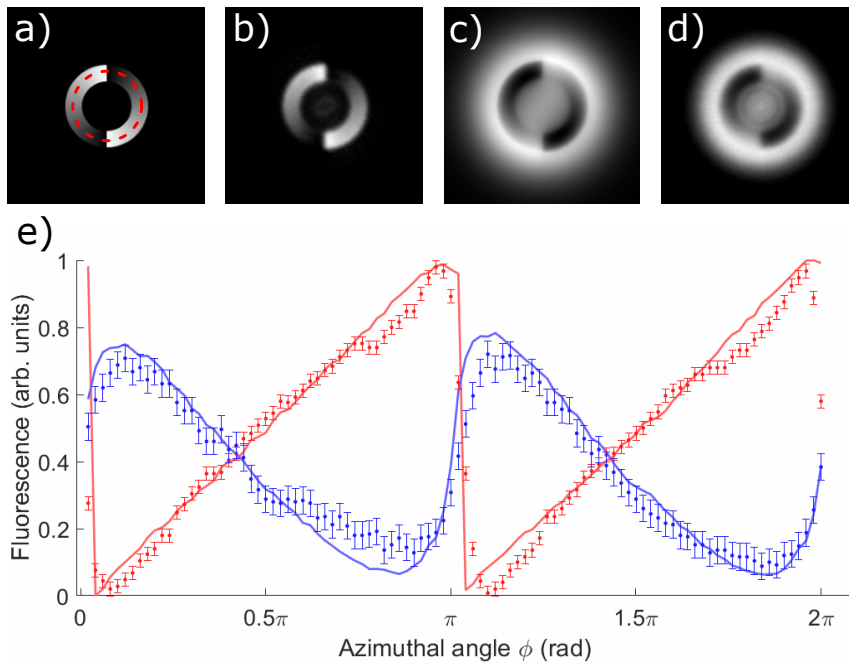 a) b) c) d)
e)
Fluorescence (arb. units)
1
0.8
0.6
0.4
0.2
0
0 0.5π π 1.5π 2π
Azimuthal angle ϕ (rad)